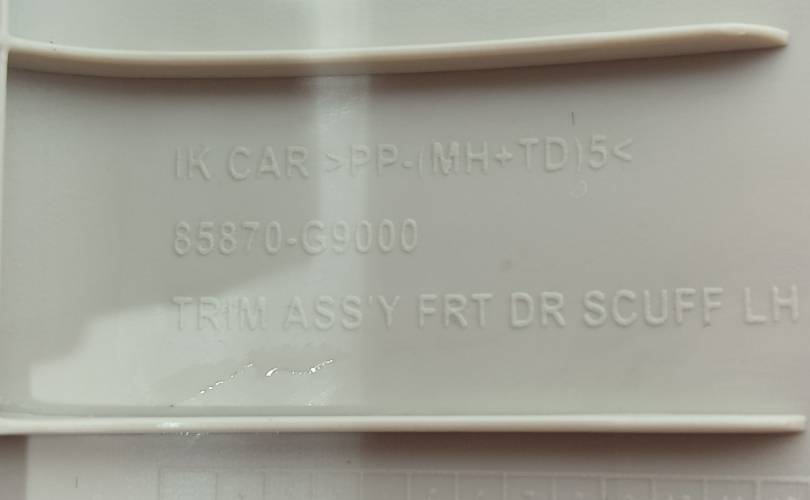 IK CAR >PP-(MH+TD)5<
85870-G9000
TRIM ASS'Y FRT DR SCUFF LH